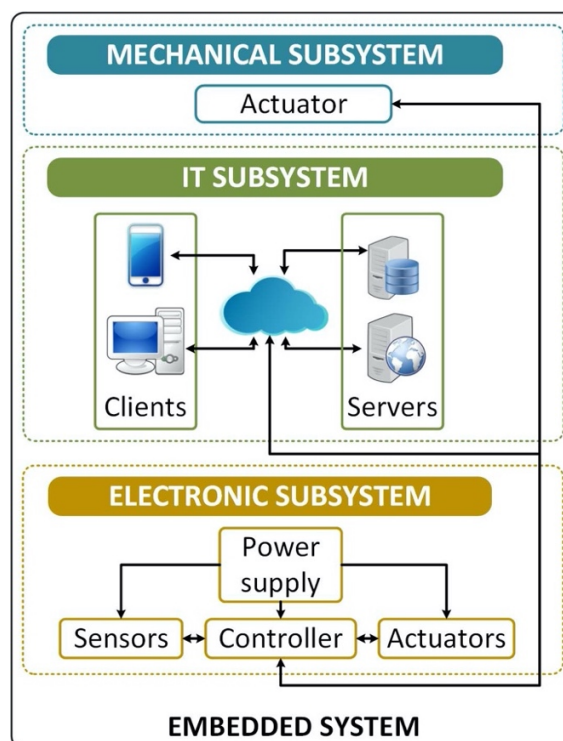 MECHANICAL SUBSYSTEM
Actuator
IT SUBSYSTEM
Clients
Servers
ELECTRONIC SUBSYSTEM
Power
supply
Sensors
Controller
Actuators
EMBEDDED SYSTEM